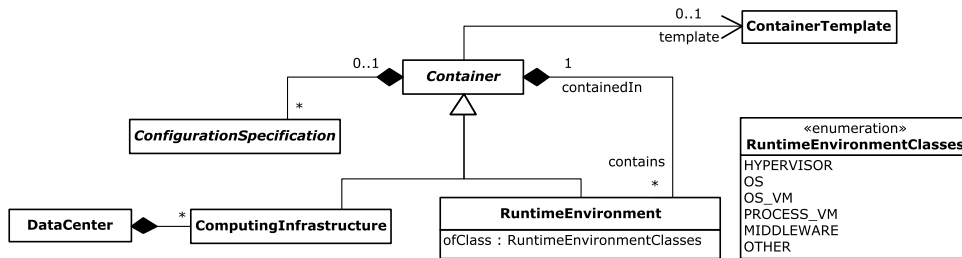 0..1
template
ContainerTemplate
0..1
Container
1
containedIn
*
ConfigurationSpecification
contains
*
«enumeration»
RuntimeEnvironmentClasses
HYPERVISOR
OS
OS_VM
PROCESS_VM
MIDDLEWARE
OTHER
DataCenter
*
ComputingInfrastructure
RuntimeEnvironment
ofClass : RuntimeEnvironmentClasses